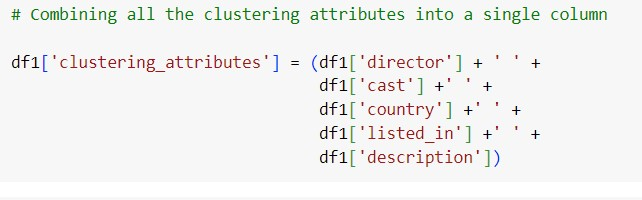 # Combining all the clustering attributes into a single column
df1['clustering_attributes'] = (df1['director'] + ' ' +
df1['cast'] +' ' +
df1['country'] +' ' +
df1['listed_in'] +' ' +
df1['description'])